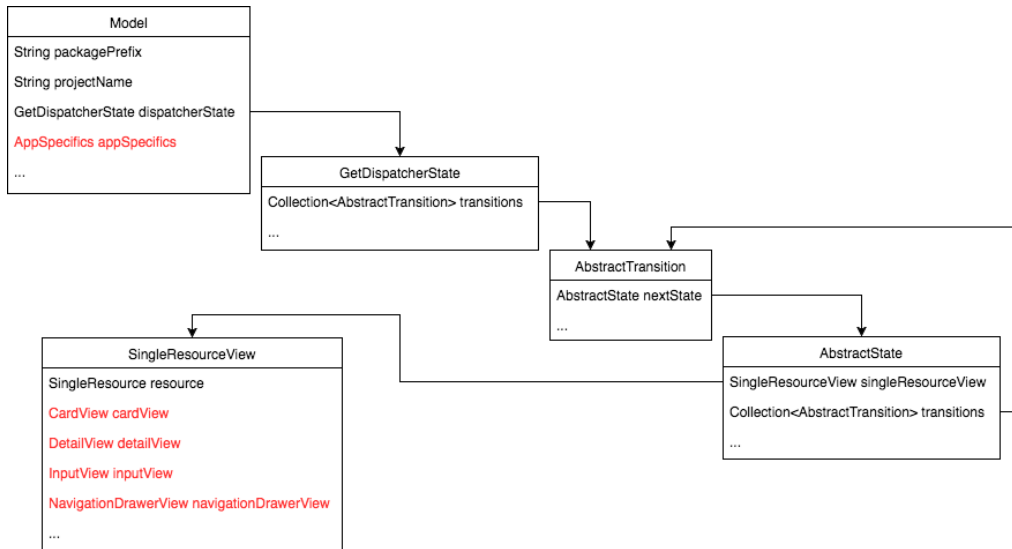 Model
String packagePrefix
String projectName
GetDispatcherState dispatcherState
AppSpecifics appSpecifics
...
GetDispatcherState
Collection<AbstractTransition> transitions
...
AbstractTransition
AbstractState nextState
...
SingleResourceView
SingleResource resource
CardView cardView
DetailView detailView
InputView inputView
NavigationDrawerView navigationDrawerView
...
AbstractState
SingleResourceView singleResourceView
Collection<AbstractTransition> transitions
...